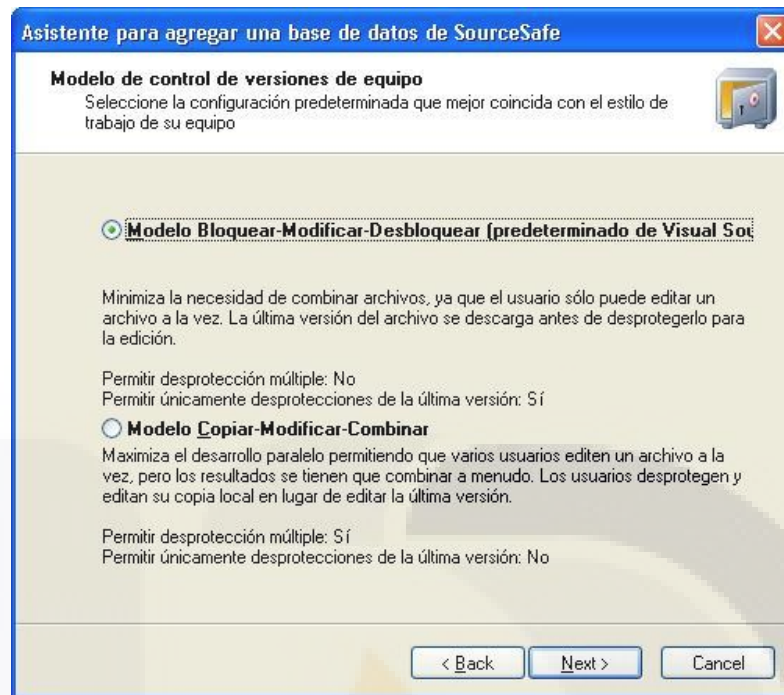 Asistente para agregar una base de datos de SourceSafe
Modelo de control de versiones de equipo
Seleccione la configuración predeterminada que mejor coincida con el estilo de
trabajo de su equipo
Modelo Bloquear-Modificar-Desbloquear (predeterminado de Visual Sou
Minimiza la necesidad de combinar archivos, ya que el usuario sólo puede editar un
archivo a la vez. La última versión del archivo se descarga antes de desprotegerlo para
la edición.
Permitir desprotección múltiple: No
Permitir únicamente desprotecciones de la última versión: Sí
Modelo Copiar-Modificar-Combinar
Maximiza el desarrollo paralelo permitiendo que varios usuarios editen un archivo a la
vez, pero los resultados se tienen que combinar a menudo. Los usuarios desprotegen y
editan su copia local en lugar de editar la última versión.
Permitir desprotección múltiple: Sí
Permitir únicamente desprotecciones de la última versión: No
< Back Next > Cancel